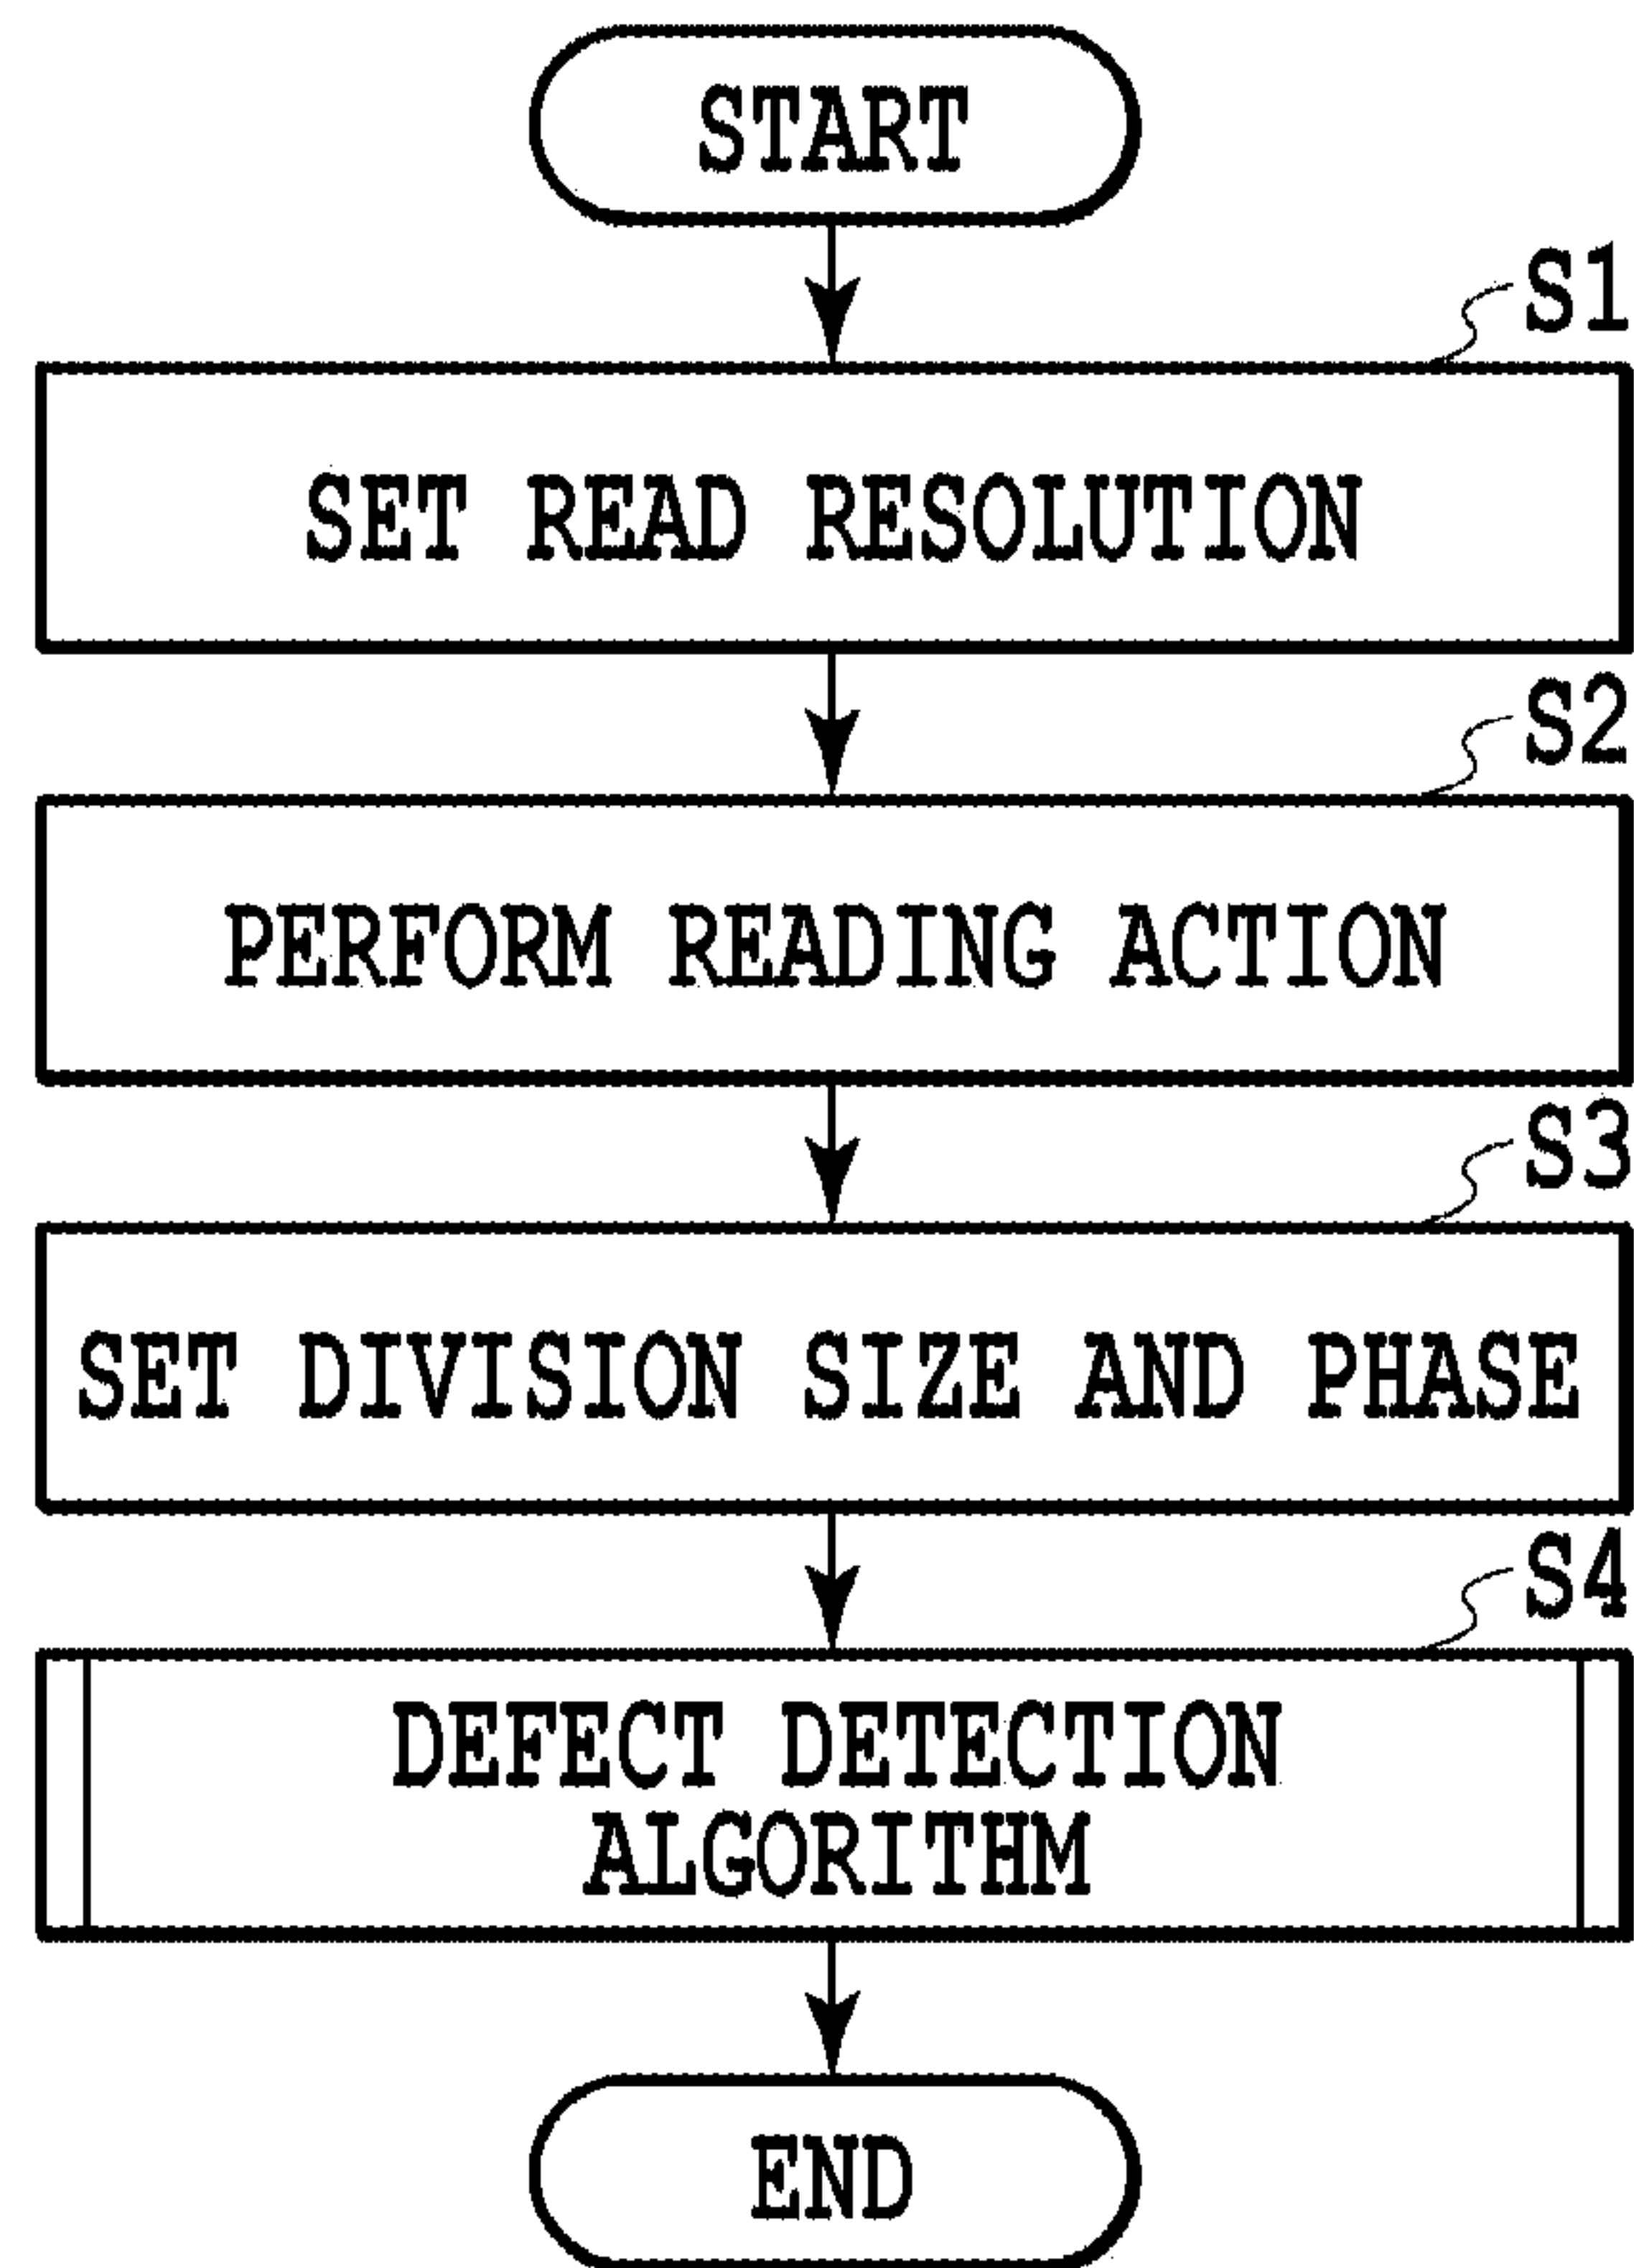 START
S1
SET READ RESOLUTION
S2
PERFORM READING ACTION
S3
SET DIVISION SIZE AND PHASE
S4
DEFECT DETECTION
ALGORITHM
END